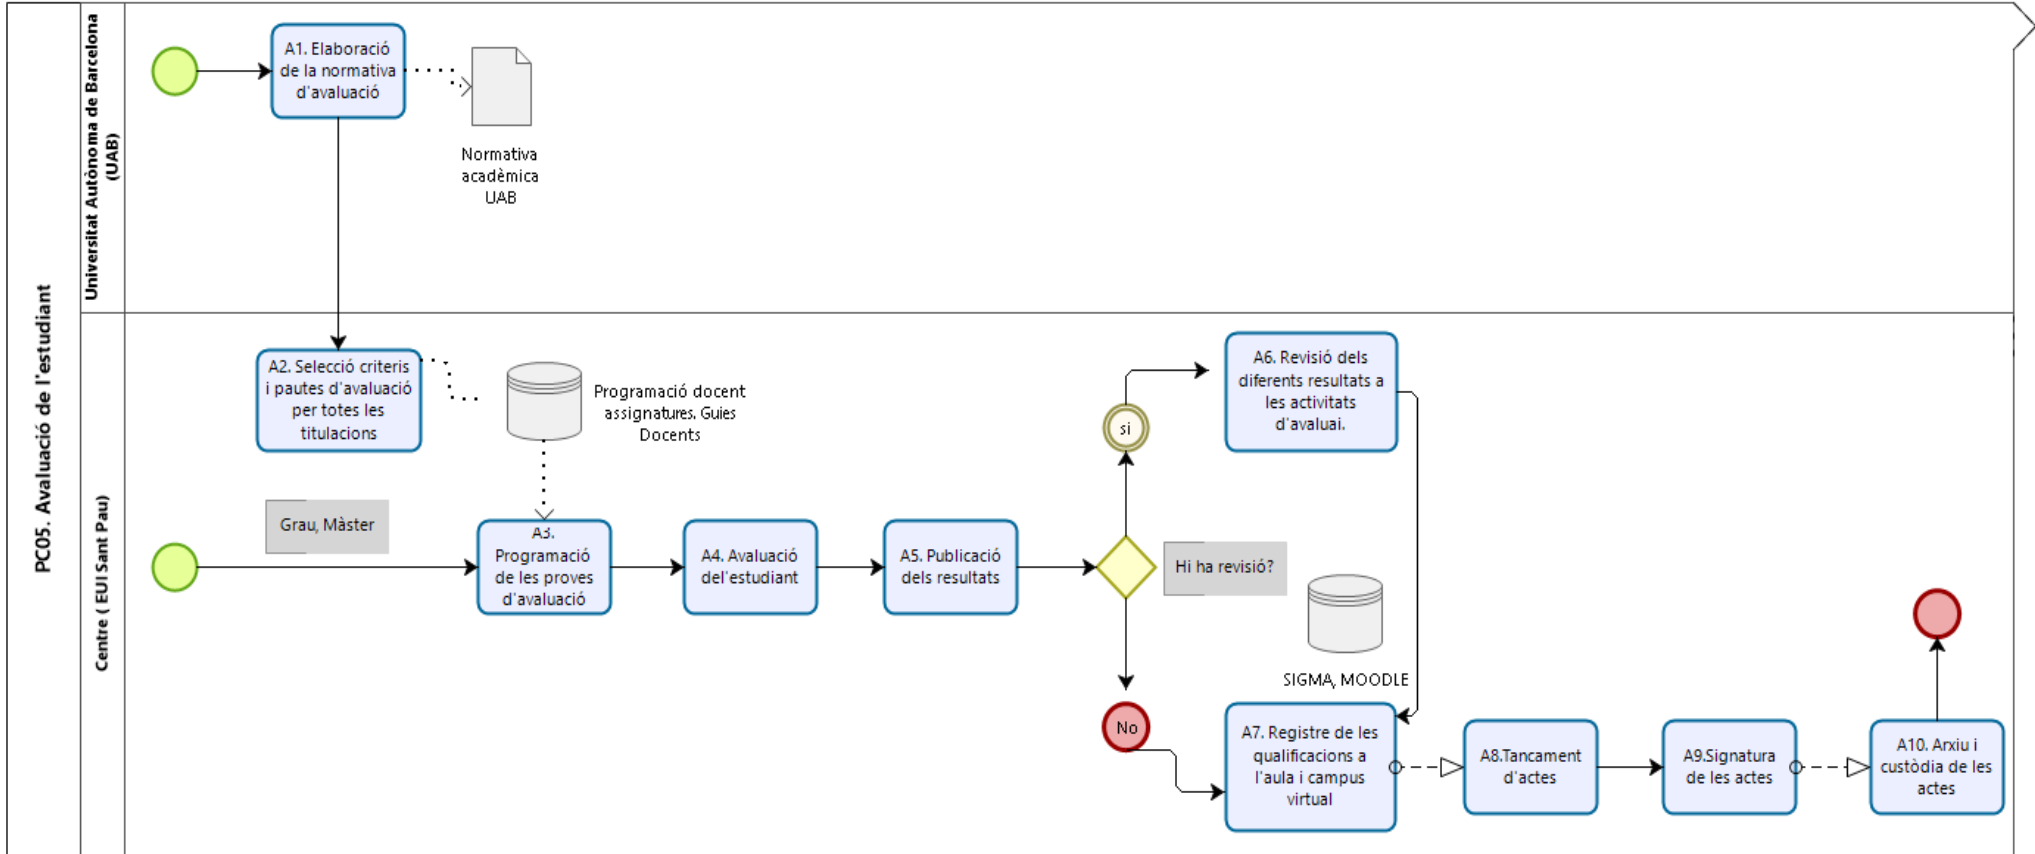 PC05. Avaluació de l'estudiant
Universitat Autònoma de Barcelona
(UAB)
A1. Elaboració
de la normativa
d'avaluació
Normativa
acadèmica
UAB
Centre ( EUI Sant Pau)
A2. Selecció criteris
i pautes d'avaluació
per totes les
titulacions
Programació docent
assignatures. Guies
Docents
Grau, Màster
A3.
Programació
de les proves
d'avaluació
A4. Avaluació
del'estudiant
A5. Publicació
dels resultats
Hi ha revisió?
si
A6. Revisió dels
diferents resultats a
les activitats
d'avaluai.
No
SIGMA, MOODLE
A7. Registre de les
qualificacions a
l'aula i campus
virtual
A8.Tancament
d'actes
A9.Signatura
de les actes
A10. Arxiu i
custòdia de les
actes